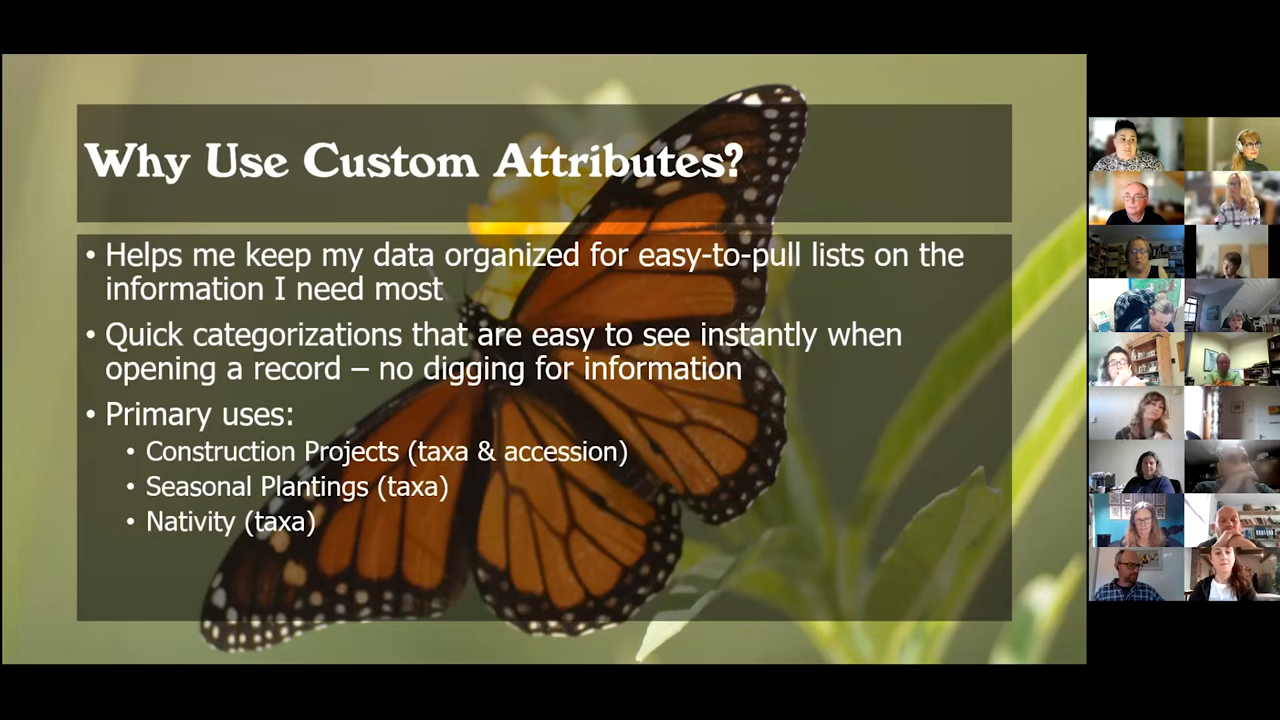 Why Use Custom Attributes?
• Helps me keep my data organized for easy-to-pull lists on the
information I need most
• Quick categorizations that are easy to see instantly when
opening a record – no digging for information
• Primary uses:
• Construction Projects (taxa & accession)
• Seasonal Plantings (taxa)
• Nativity (taxa)